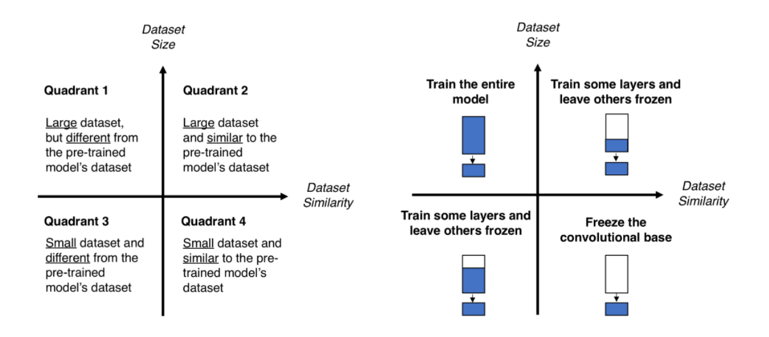 Dataset
Size
Quadrant 1
Large dataset,
but different from
the pre-trained
model's dataset
Quadrant 2
Large dataset
and similar to the
pre-trained
model's dataset
Dataset
Similarity
Quadrant 3
Small dataset and
different from the
pre-trained
model's dataset
Quadrant 4
Small dataset and
similar to the pre-
trained model's
dataset
Dataset
Size
Train the entire
model
Train some layers and
leave others frozen
Dataset
Similarity
Train some layers and
leave others frozen
Freeze the
convolutional base